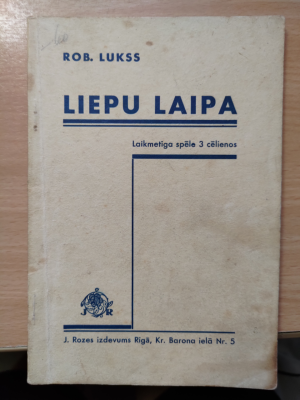 ROB. LUKSS
LIEPU LAIPA
Laikmetīga spēle 3 cēlienos
J R
J. Rozes izdevums Rīgā, Kr. Barona ielā Nr. 5